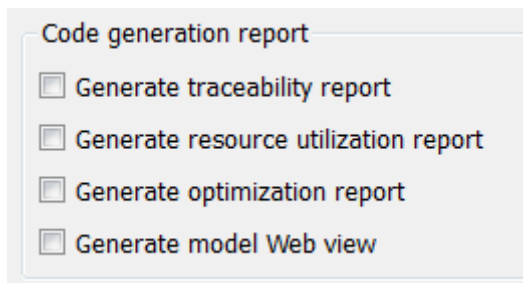 Code generation report
Generate traceability report
Generate resource utilization report
Generate optimization report
Generate model Web view